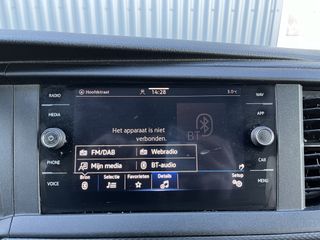 RADIO
Hoofdstraat
14:28
5.0°C
NAV
MEDIA
APP
BT
Het apparaat is niet
verbonden.
FM/DAB
Webradio
PHONE
Mijn media
BT-audio
CAR
VOICE
Bron
Selectie
Favorieten
Details
Setup
MENU